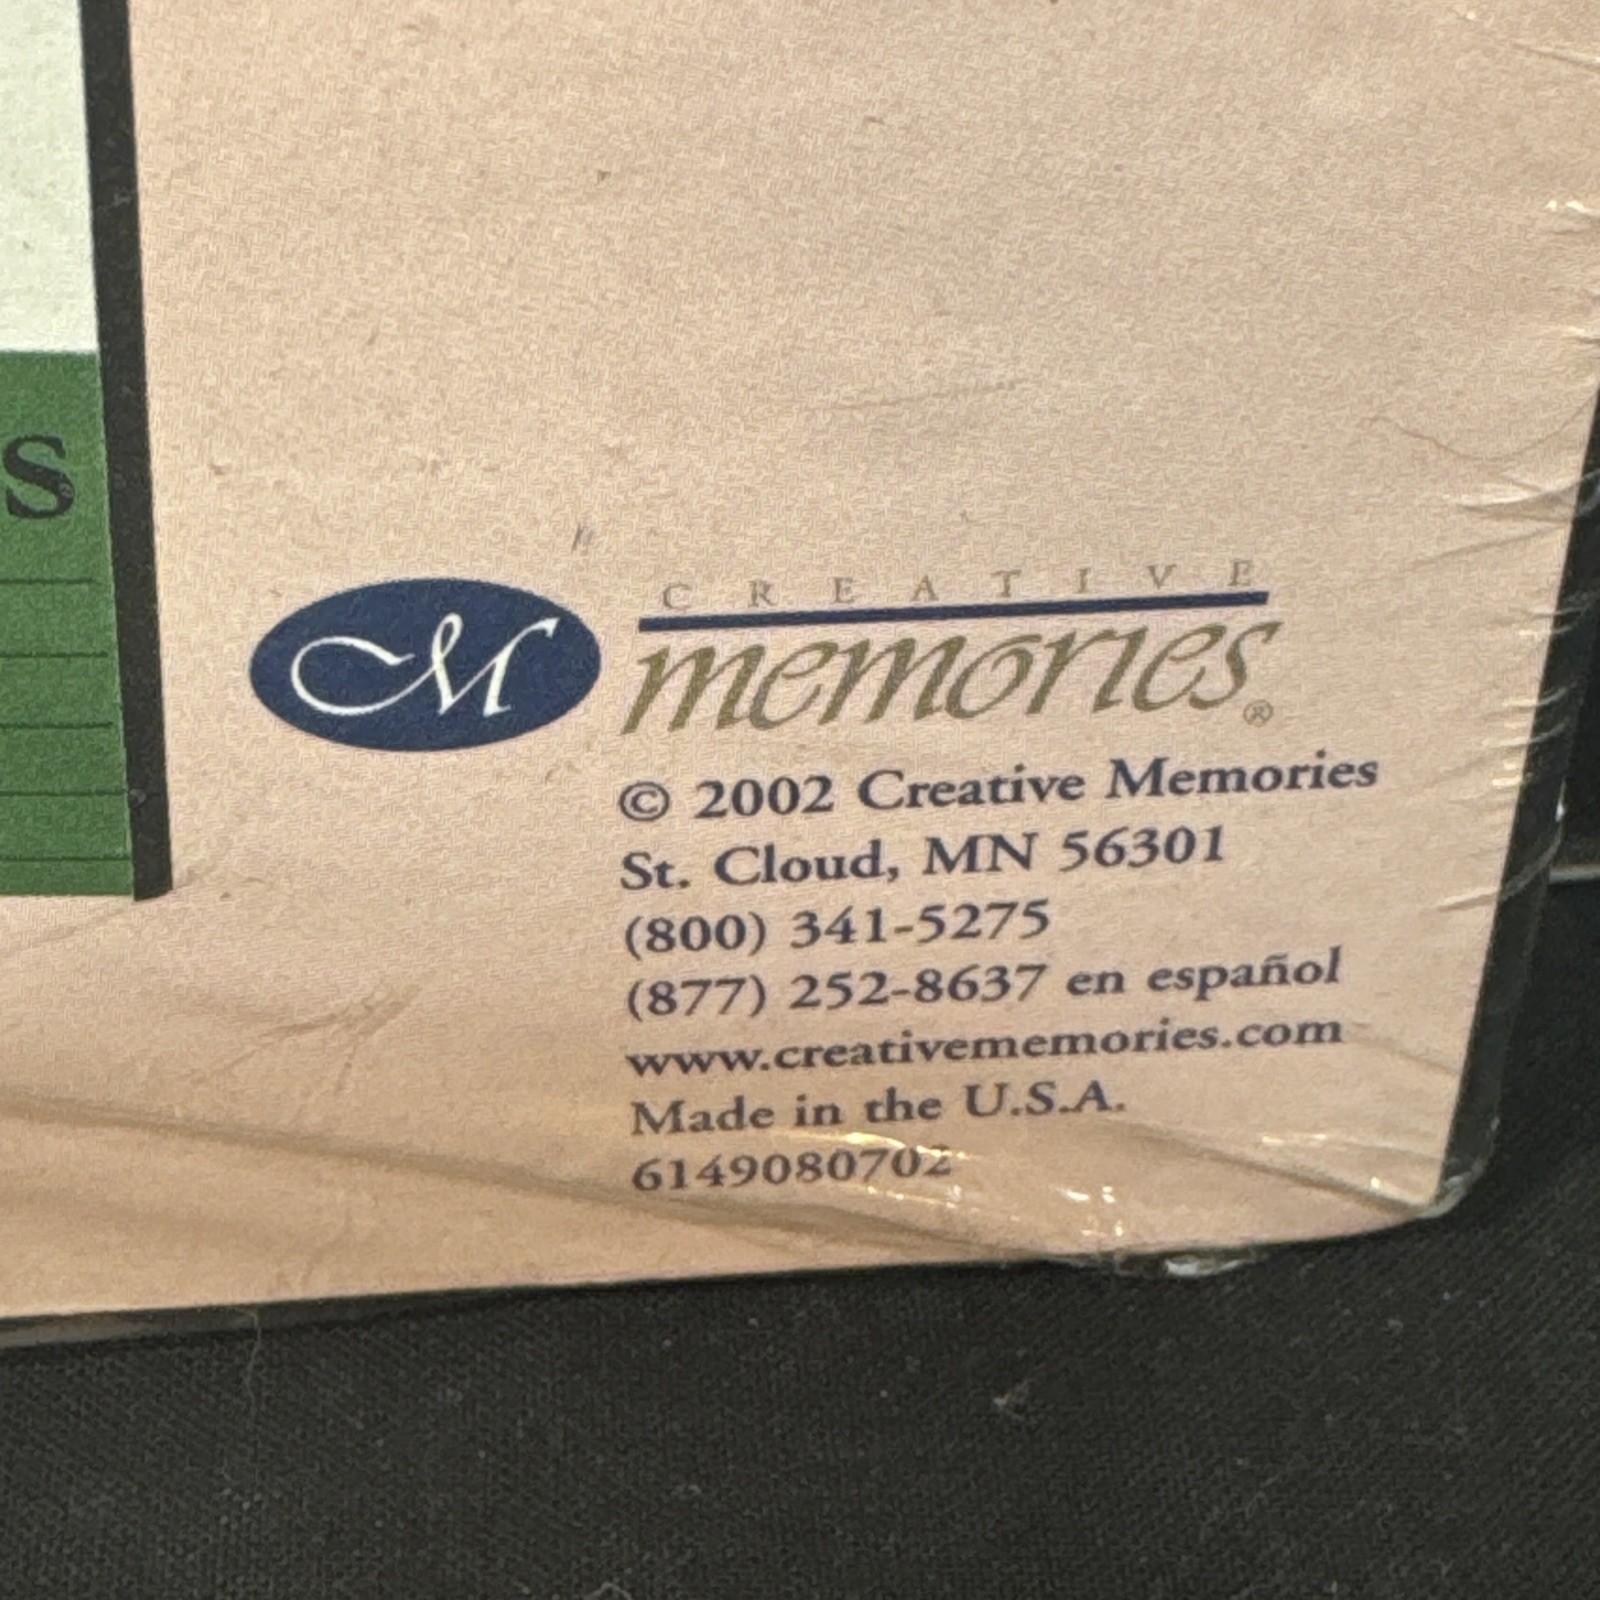 S
M
CREATIVE
memories®
© 2002 Creative Memories
St. Cloud, MN 56301
(800) 341-5275
(877) 252-8637 en español
www.creativememories.com
Made in the U.S.A.
6149080702